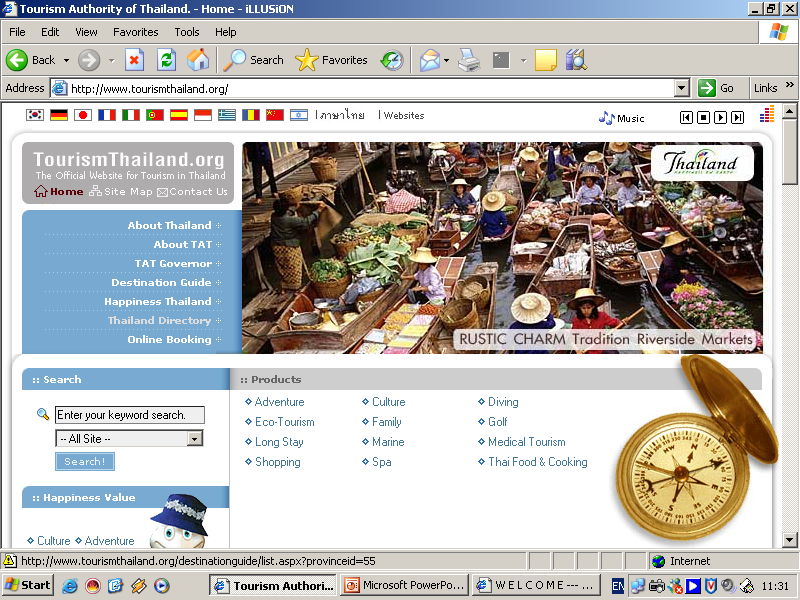 Tourism Authority of Thailand. - Home - iLLUSiON
File Edit View Favorites Tools Help
Back Search Favorites
Address http://www.tourismthailand.org/ Go Links »
ภาษาไทย Websites Music
TourismThailand.org
The Official Website for Tourism in Thailand
Home Site Map Contact Us
Thailand
About Thailand
About TAT
TAT Governor
Destination Guide
Happiness Thailand
Thailand Directory
Online Booking
RUSTIC CHARM Tradition Riverside Markets
:: Search
Enter your keyword search.
-- All Site --
Search!
:: Products
Adventure Culture Diving
Eco-Tourism Family Golf
Long Stay Marine Medical Tourism
Shopping Spa Thai Food & Cooking
:: Happiness Value
Culture Adventure
N
E
S
W
NW
http://www.tourismthailand.org/destinationguide/list.aspx?provinceid=55 Internet
Start Tourism Authori... Microsoft PowerPo... W E L C O M E --- ... EN 11:31